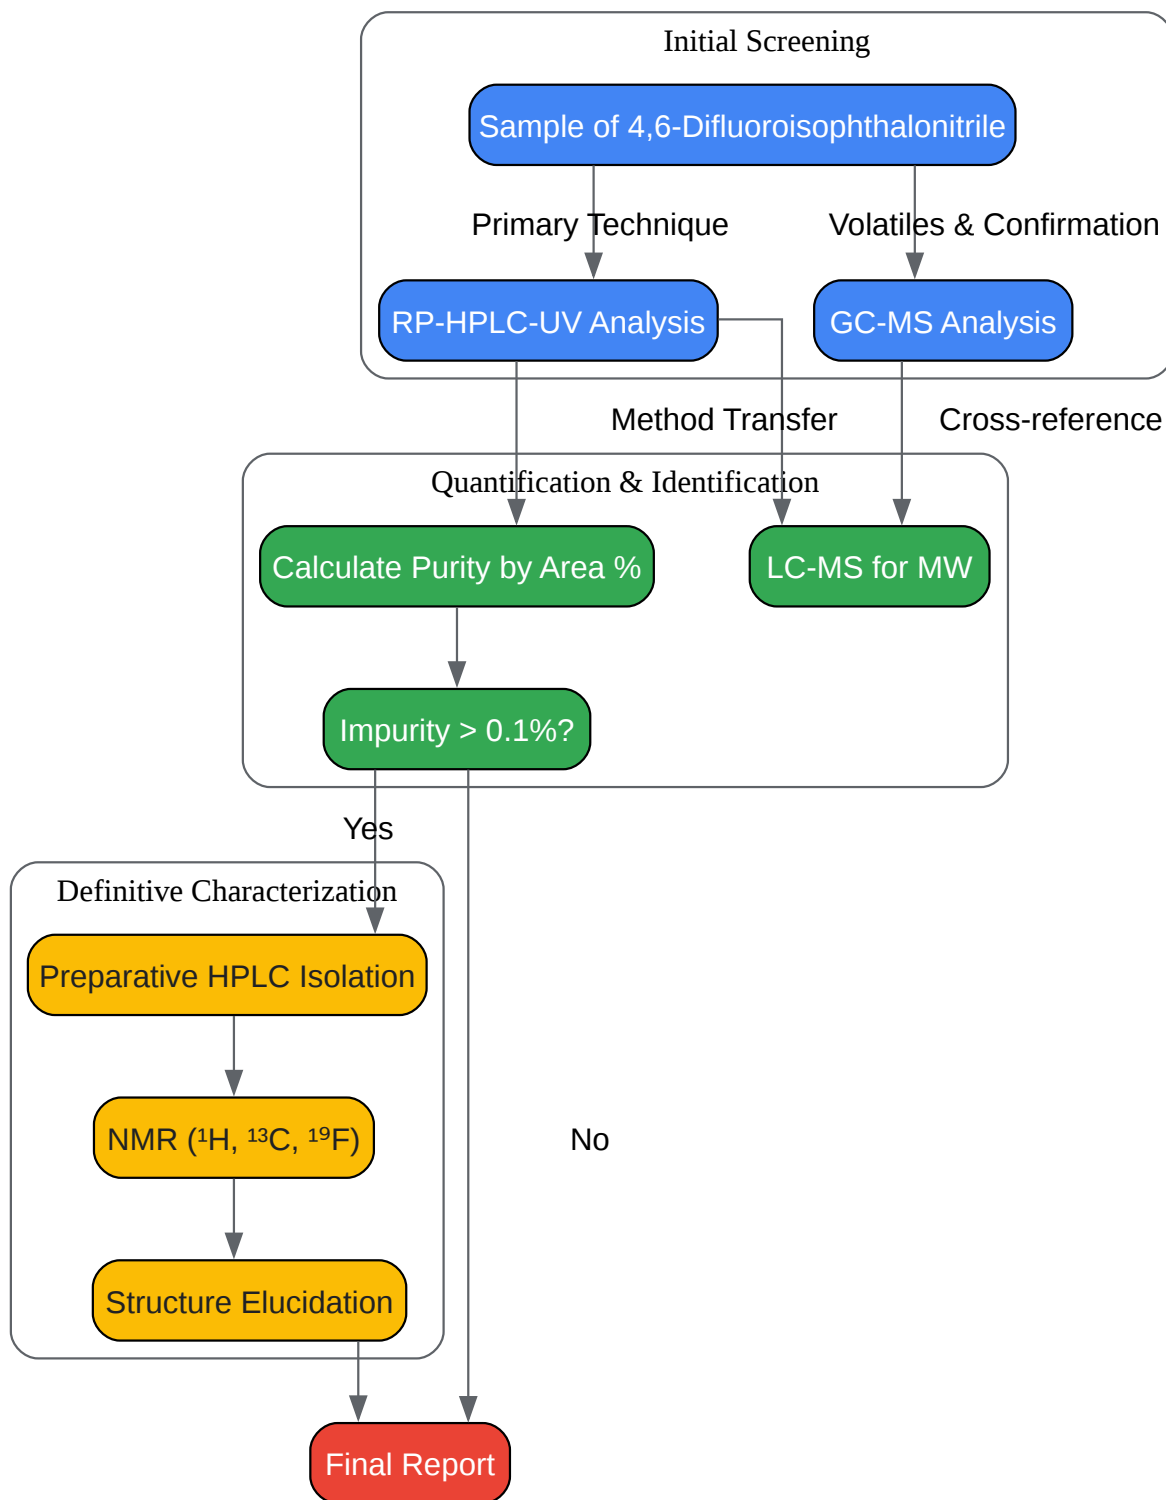 Initial Screening
Sample of 4,6-Difluoroisophthalonitrile
Primary Technique
Volatiles & Confirmation
RP-HPLC-UV Analysis
GC-MS Analysis
Method Transfer
Cross-reference
Quantification & Identification
Calculate Purity by Area %
LC-MS for MW
Impurity > 0.1%?
Yes
Definitive Characterization
Preparative HPLC Isolation
NMR (¹H, ¹³C, ¹⁹F)
No
Structure Elucidation
Final Report